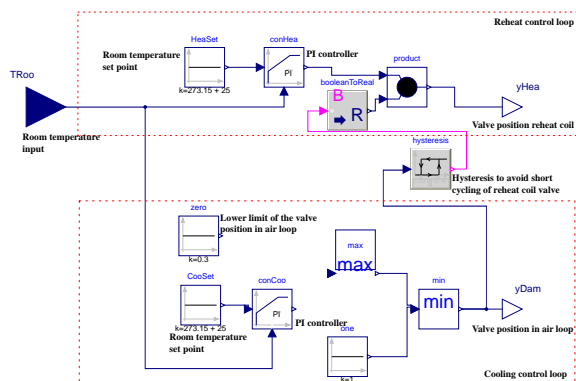 Reheat control loop
HeaSet
conHea
Room temperature
set point
PI controller
product
PI
k=273.15 + 25
booleanToReal
TRoo
yHea
B
R
Room temperature
input
Valve position reheat coil
hysteresis
Hysteresis to avoid short
cycling of reheat coil valve
zero
Lower limit of the valve
position in air loop
k=0.3
max
max
CooSet
conCoo
min
min
yDam
PI
PI controller
k=273.15 + 25
Room temperature
set point
one
Valve position in air loop
k=1
Cooling control loop